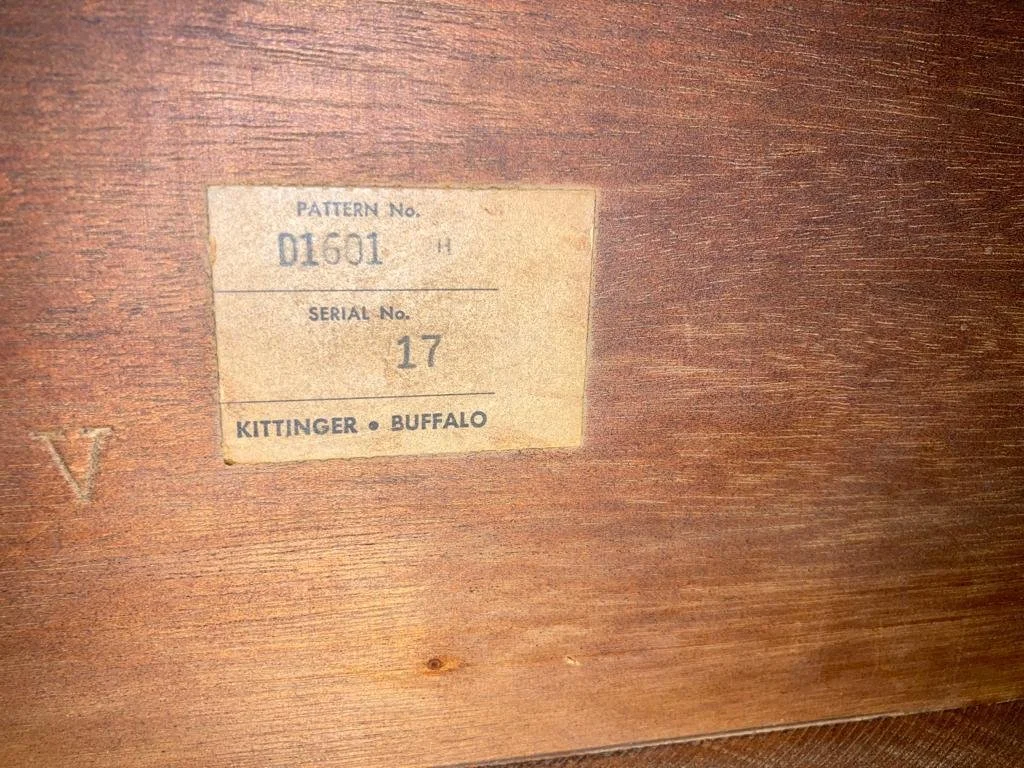 PATTERN No.
D1601 H
SERIAL No.
17
KITTINGER • BUFFALO
V